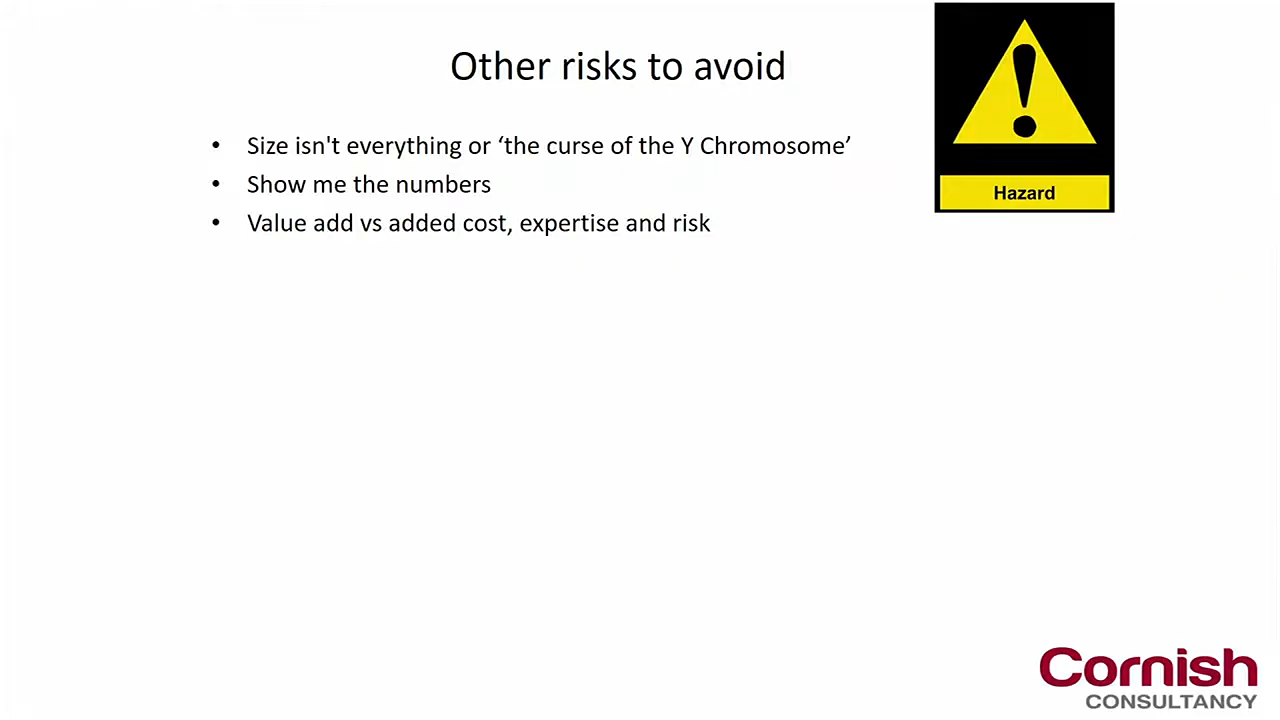 Other risks to avoid
• Size isn't everything or ‘the curse of the Y Chromosome’
• Show me the numbers
• Value add vs added cost, expertise and risk
Hazard
Cornish
CONSULTANCY